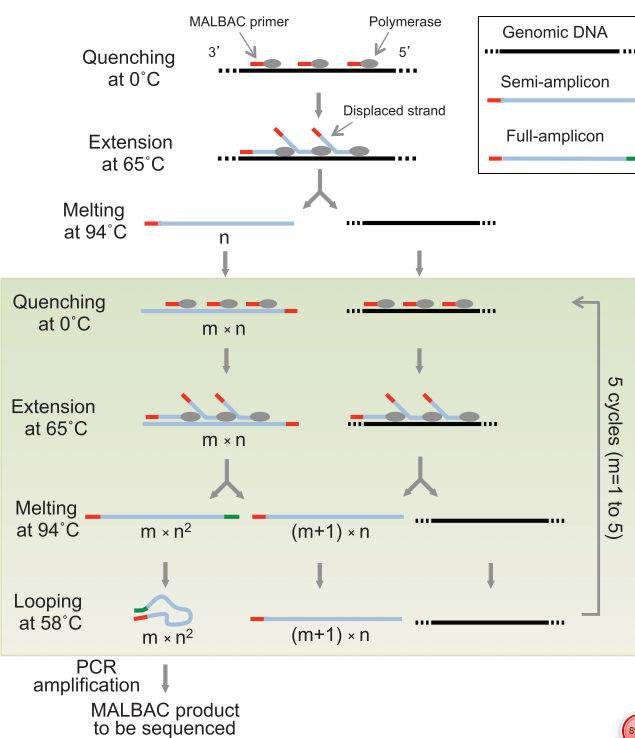 MALBAC primer
Polymerase
Genomic DNA
3’
5’
Quenching
at 0˚C
Semi-amplicon
Displaced strand
Extension
at 65˚C
Full-amplicon
Melting
at 94˚C
n
Quenching
at 0˚C
m × n
Extension
at 65˚C
m × n
5 cycles (m=1 to 5)
Melting
at 94˚C
m × n²
(m+1) × n
Looping
at 58˚C
m × n²
(m+1) × n
PCR
amplification
MALBAC product
to be sequenced